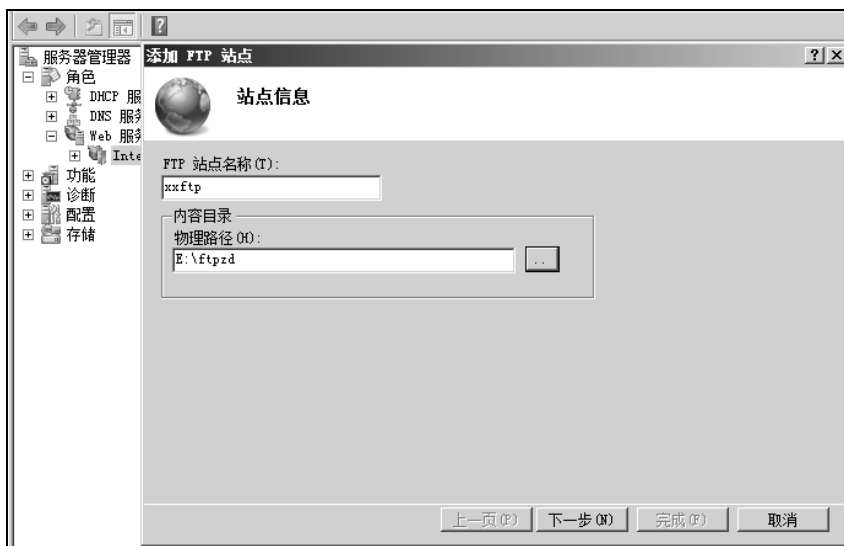 服务器管理器
角色
DHCP 服
DNS 服务
Web 服务
Inte
功能
诊断
配置
存储
添加 FTP 站点
站点信息
FTP 站点名称(T):
xxftp
内容目录
物理路径(H):
E:\ftpzd
..
上一页(P)
下一步(N)
完成(F)
取消